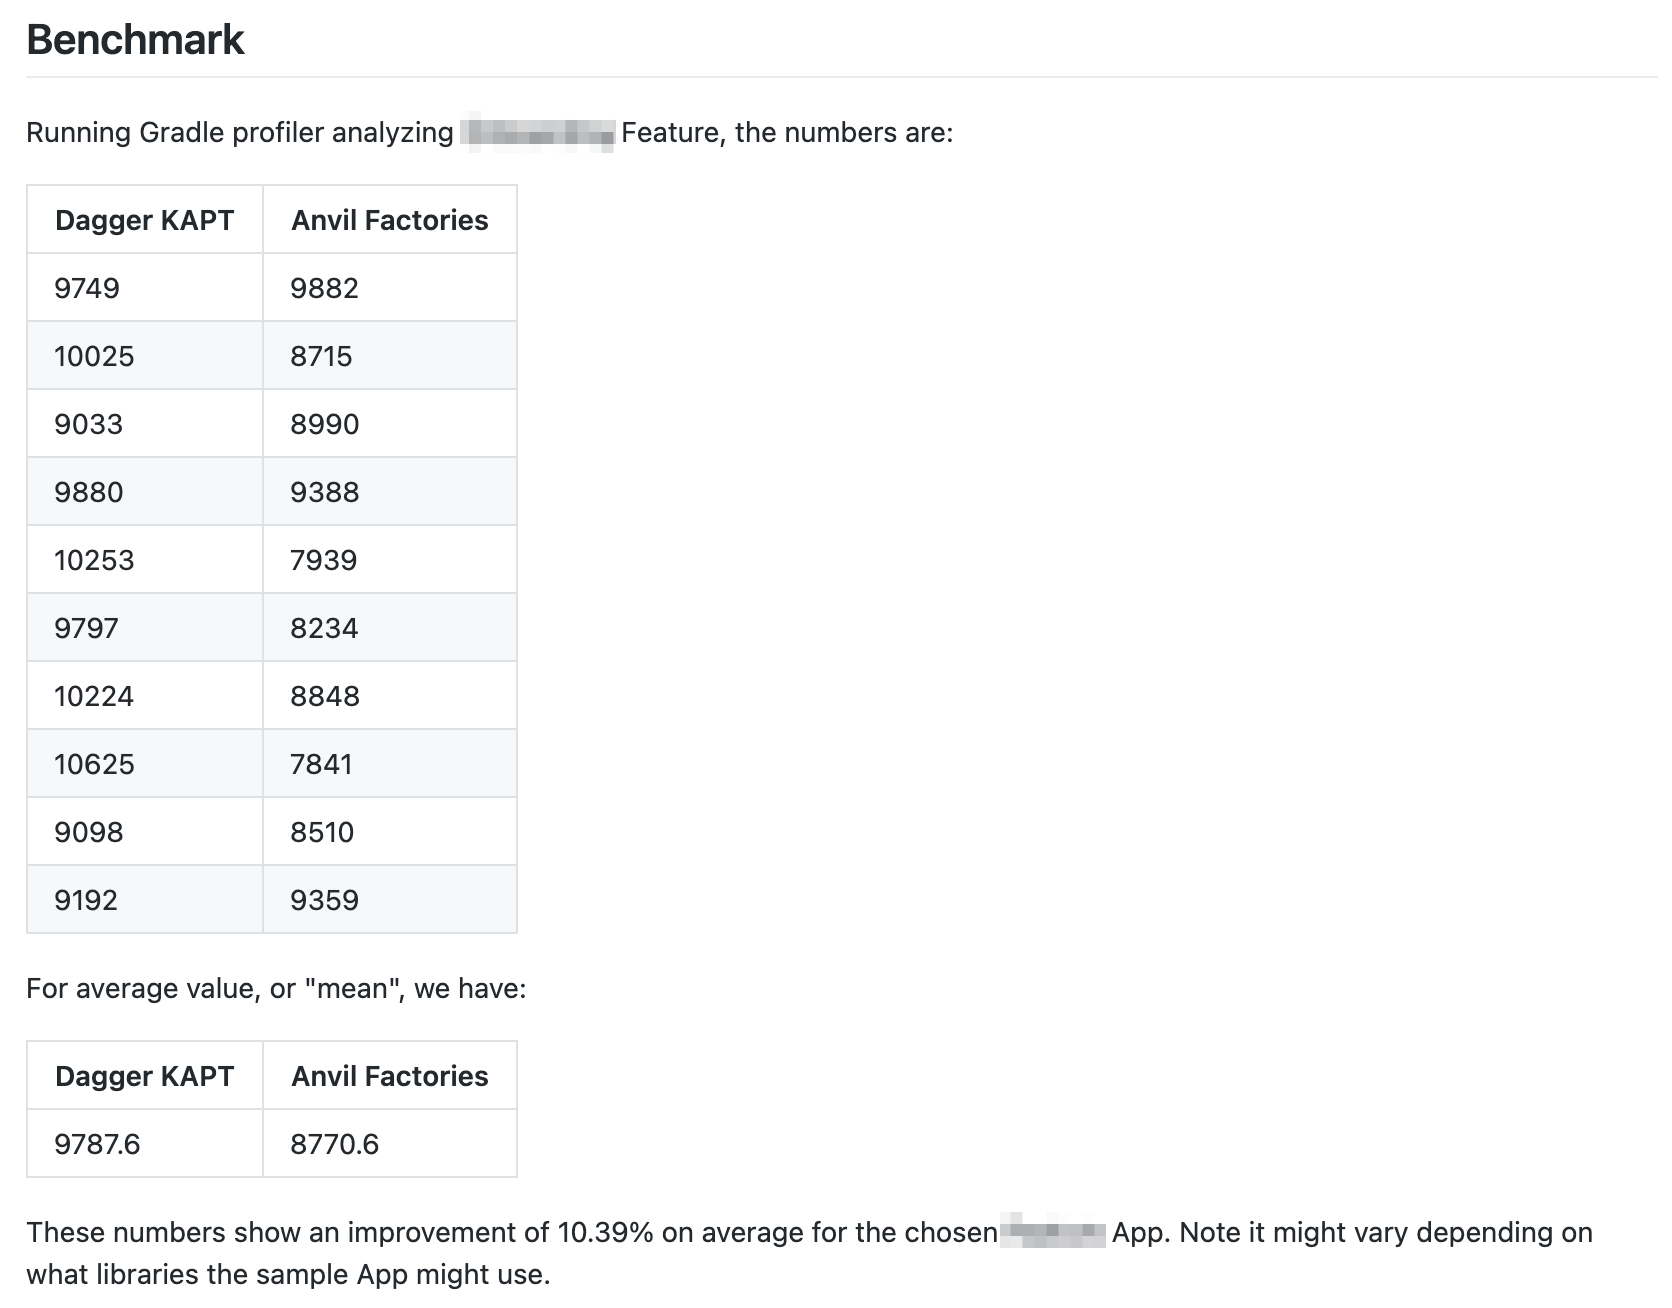 Benchmark
Running Gradle profiler analyzing Feature, the numbers are:
Dagger KAPT Anvil Factories
9749 9882
10025 8715
9033 8990
9880 9388
10253 7939
9797 8234
10224 8848
10625 7841
9098 8510
9192 9359
For average value, or "mean", we have:
Dagger KAPT Anvil Factories
9787.6 8770.6
These numbers show an improvement of 10.39% on average for the chosen App. Note it might vary depending on
what libraries the sample App might use.